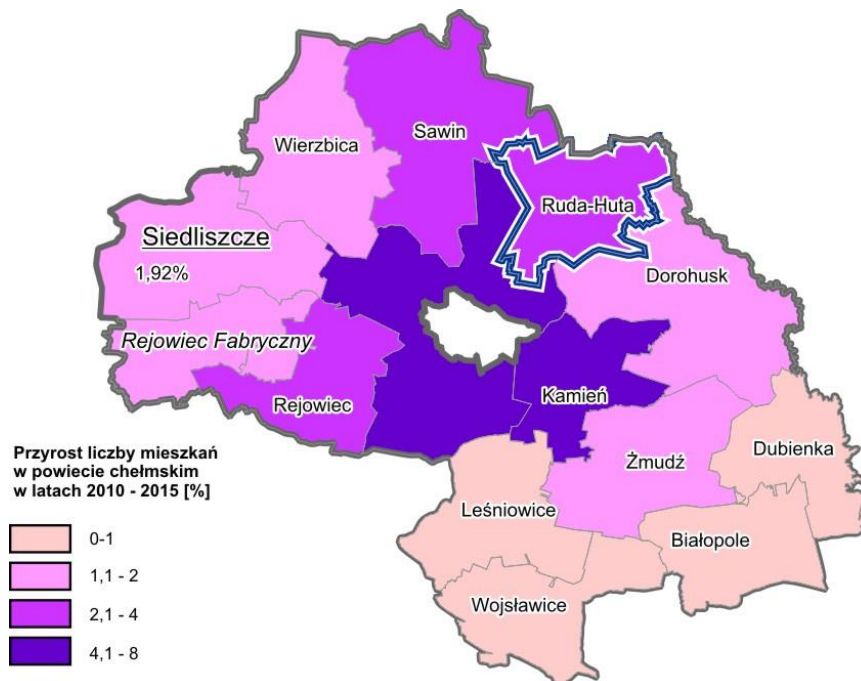 Sawin
Wierzbica
Ruda-Huta
Siedliszcze
1,92%
Dorohusk
Rejowiec Fabryczny
Rejowiec
Kamień
Przyrost liczby mieszkań
w powiecie chełmskim
w latach 2010 - 2015 [%]
Dubienka
Żmudź
Leśniowice
Białopole
Wojsławice
0-1
1,1 - 2
2,1 - 4
4,1 - 8